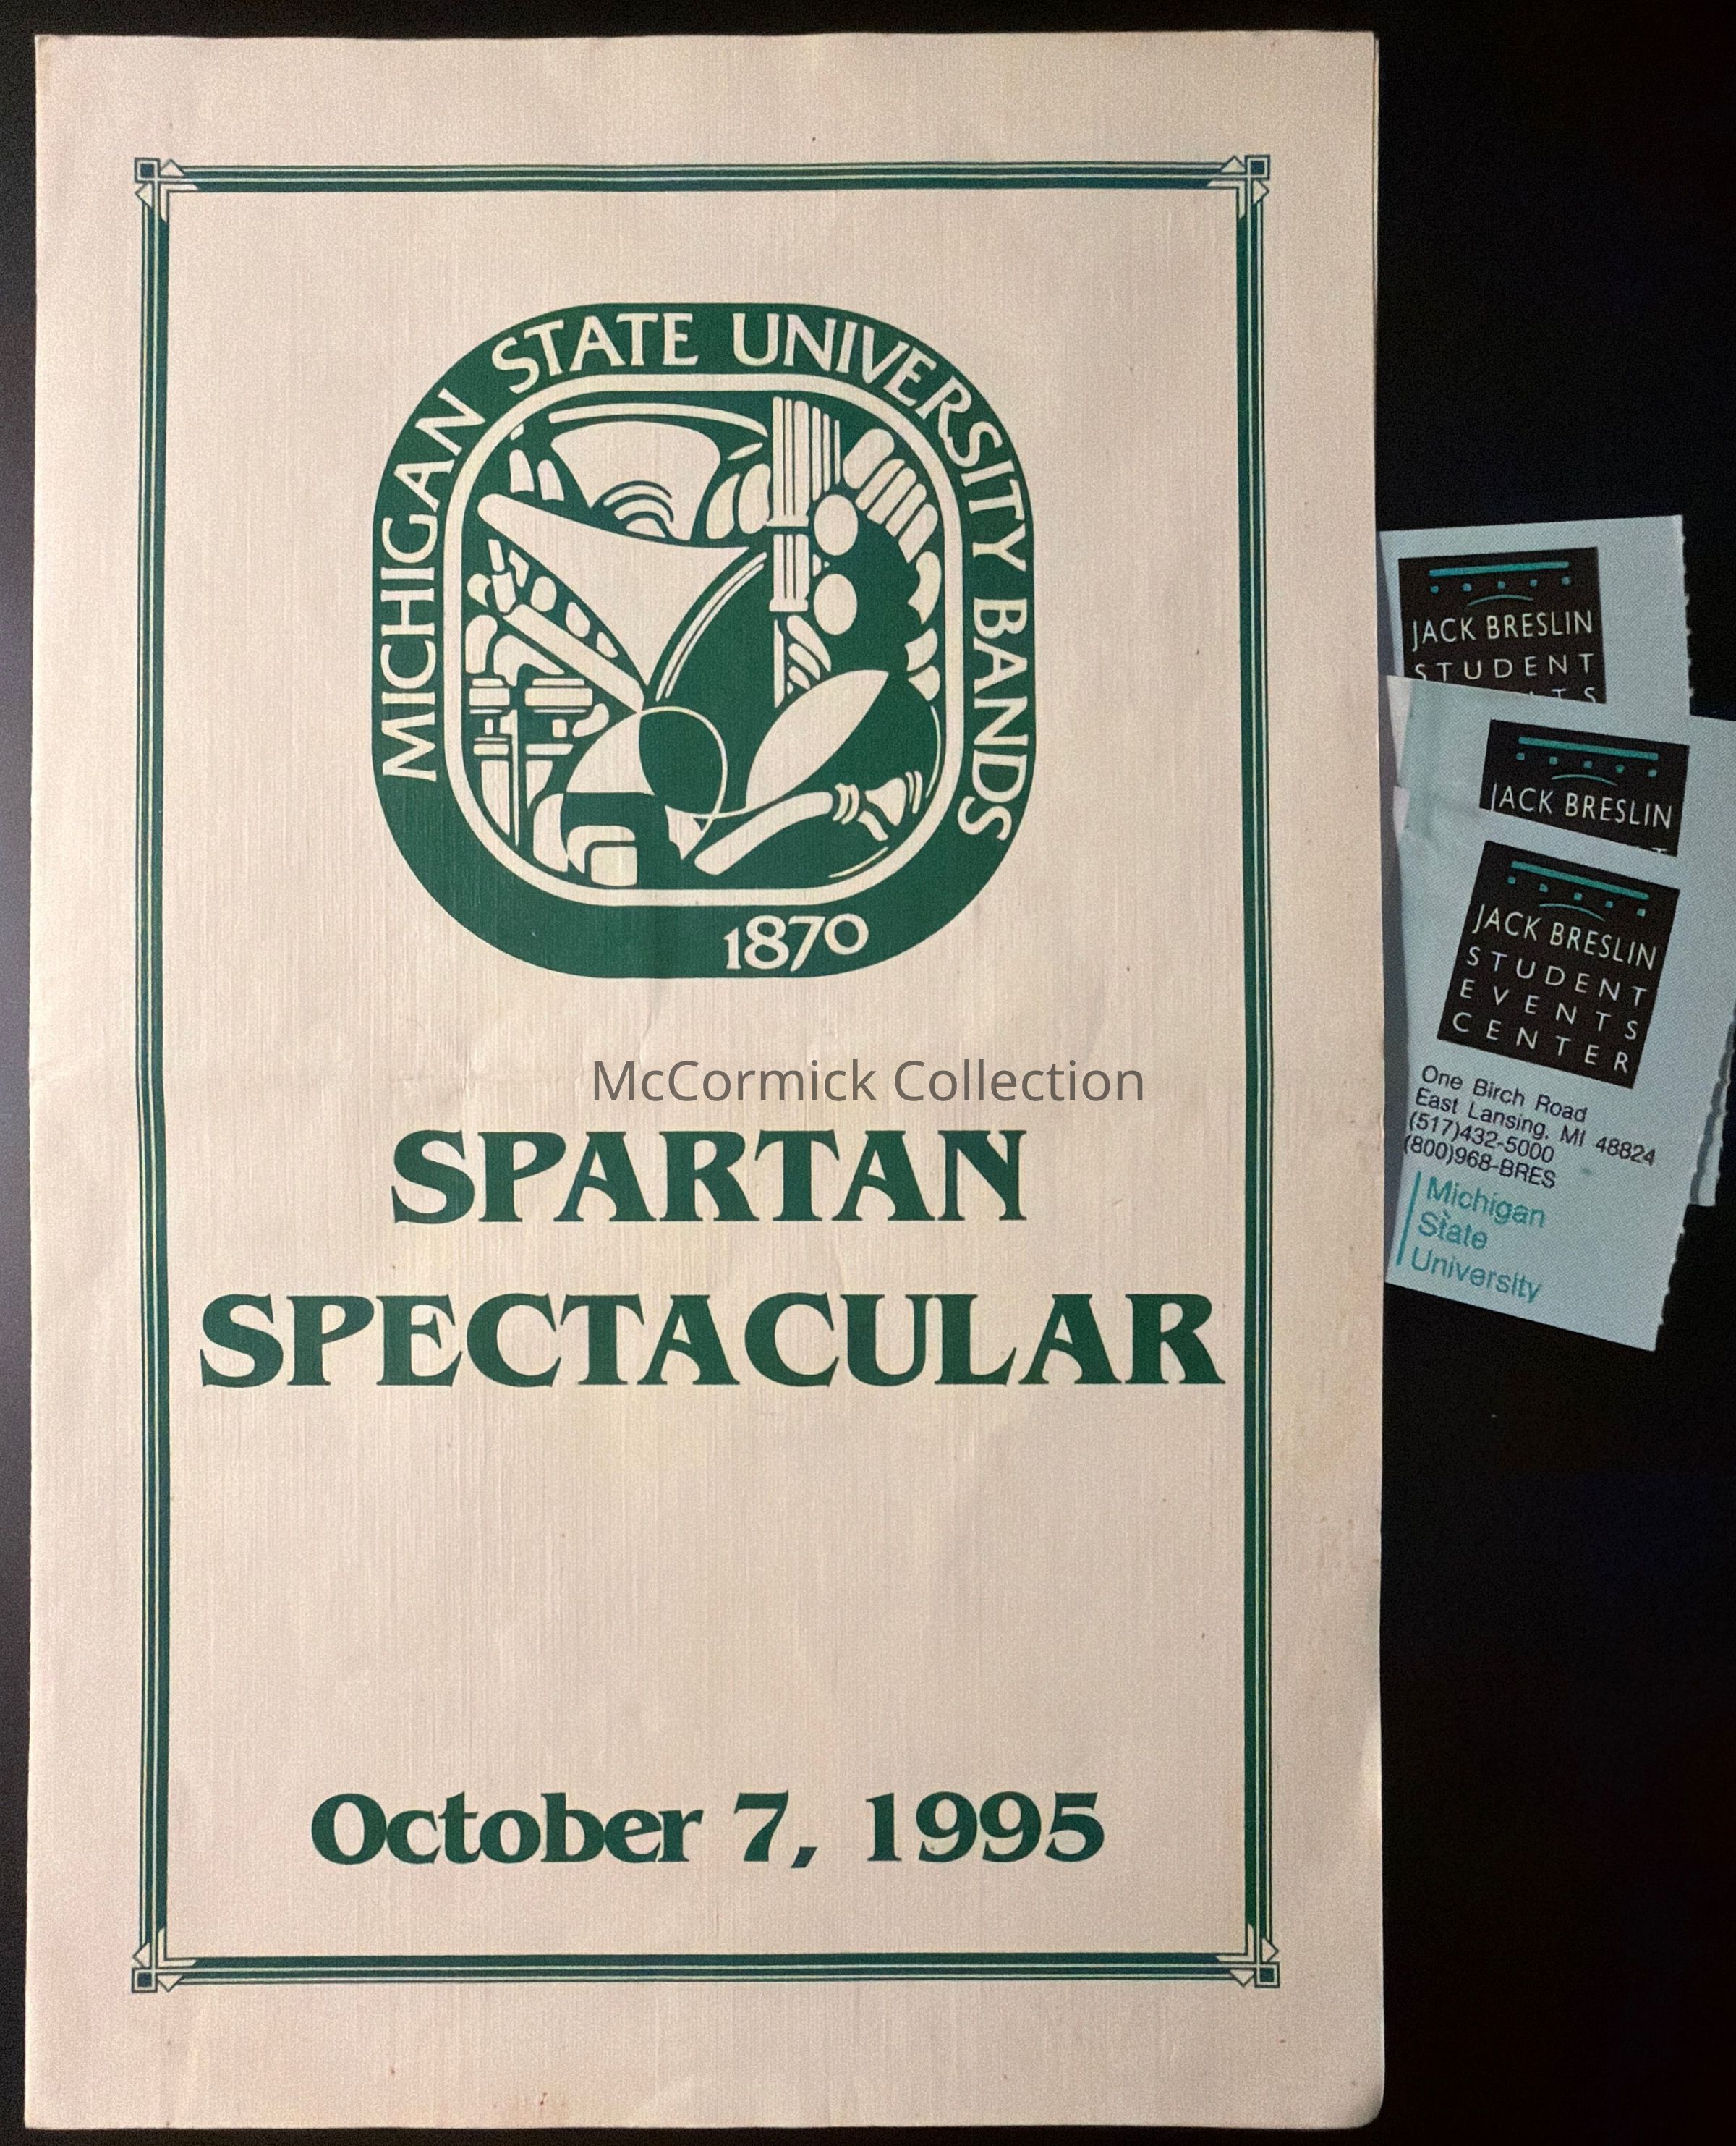 MICHIGAN STATE UNIVERSITY BANDS
1870
McCormick Collection
SPARTAN
SPECTACULAR
October 7, 1995
JACK BRESLIN
STUDENT
JACK BRESLIN
JACK BRESLIN
STUDENT
EVENTS
CENTER
One Birch Road
East Lansing, MI 48824
(517)432-5000
(800)968-BRES
Michigan
State
University